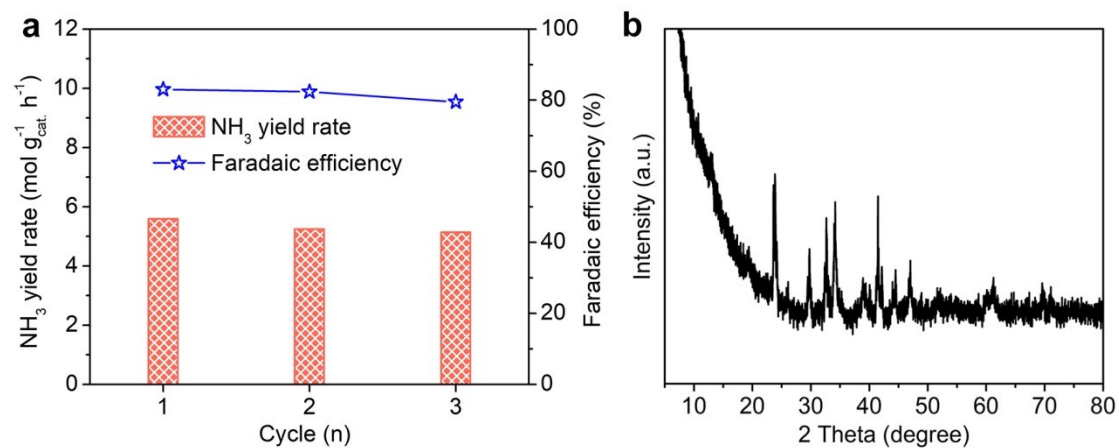 a
NH₃ yield rate (mol g⁻¹cat. h⁻¹)
12
10
8
6
4
2
0
NH₃ yield rate
Faradaic efficiency
1
2
3
Cycle (n)
100
80
60
40
20
0
Faradaic efficiency (%)
b
Intensity (a.u.)
10
20
30
40
50
60
70
80
2 Theta (degree)